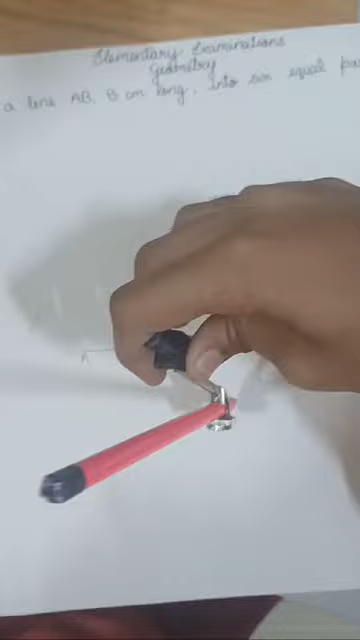 Elementary Examinations
Geometry
a line AB, 8 cm long, into six equal pa
A